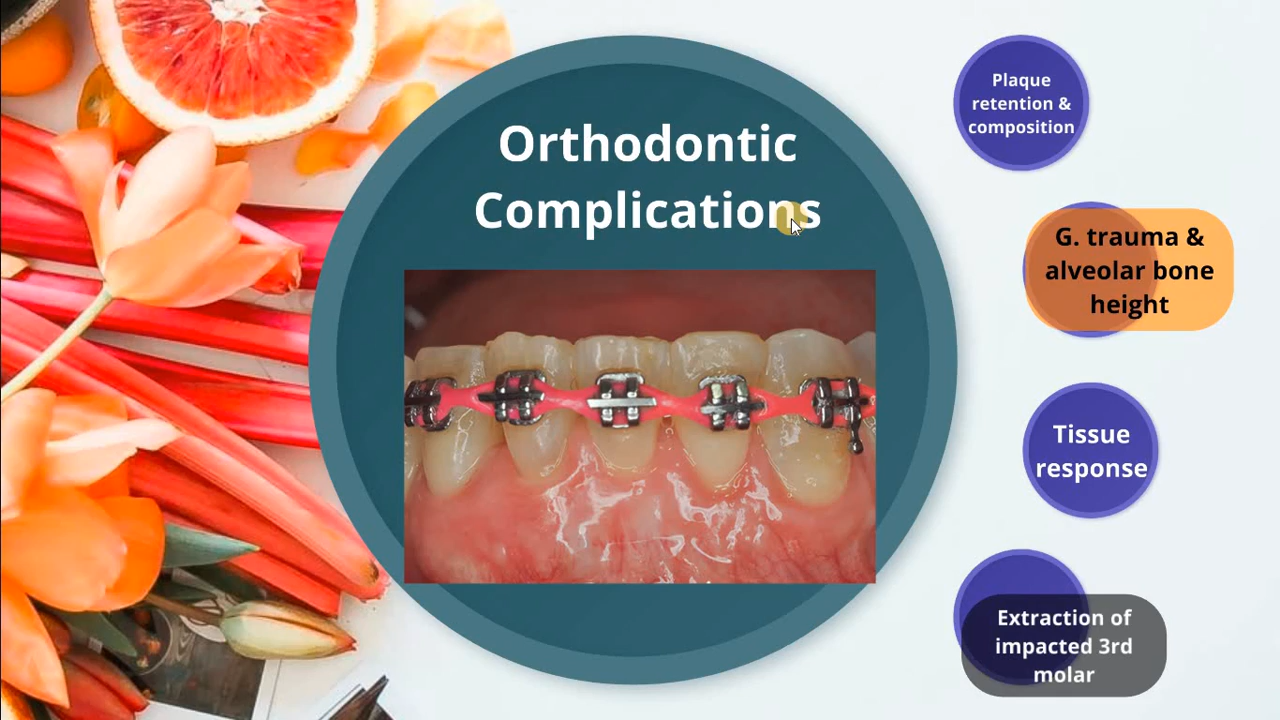 Orthodontic
Complications
Plaque
retention &
composition
G. trauma &
alveolar bone
height
Tissue
response
Extraction of
impacted 3rd
molar